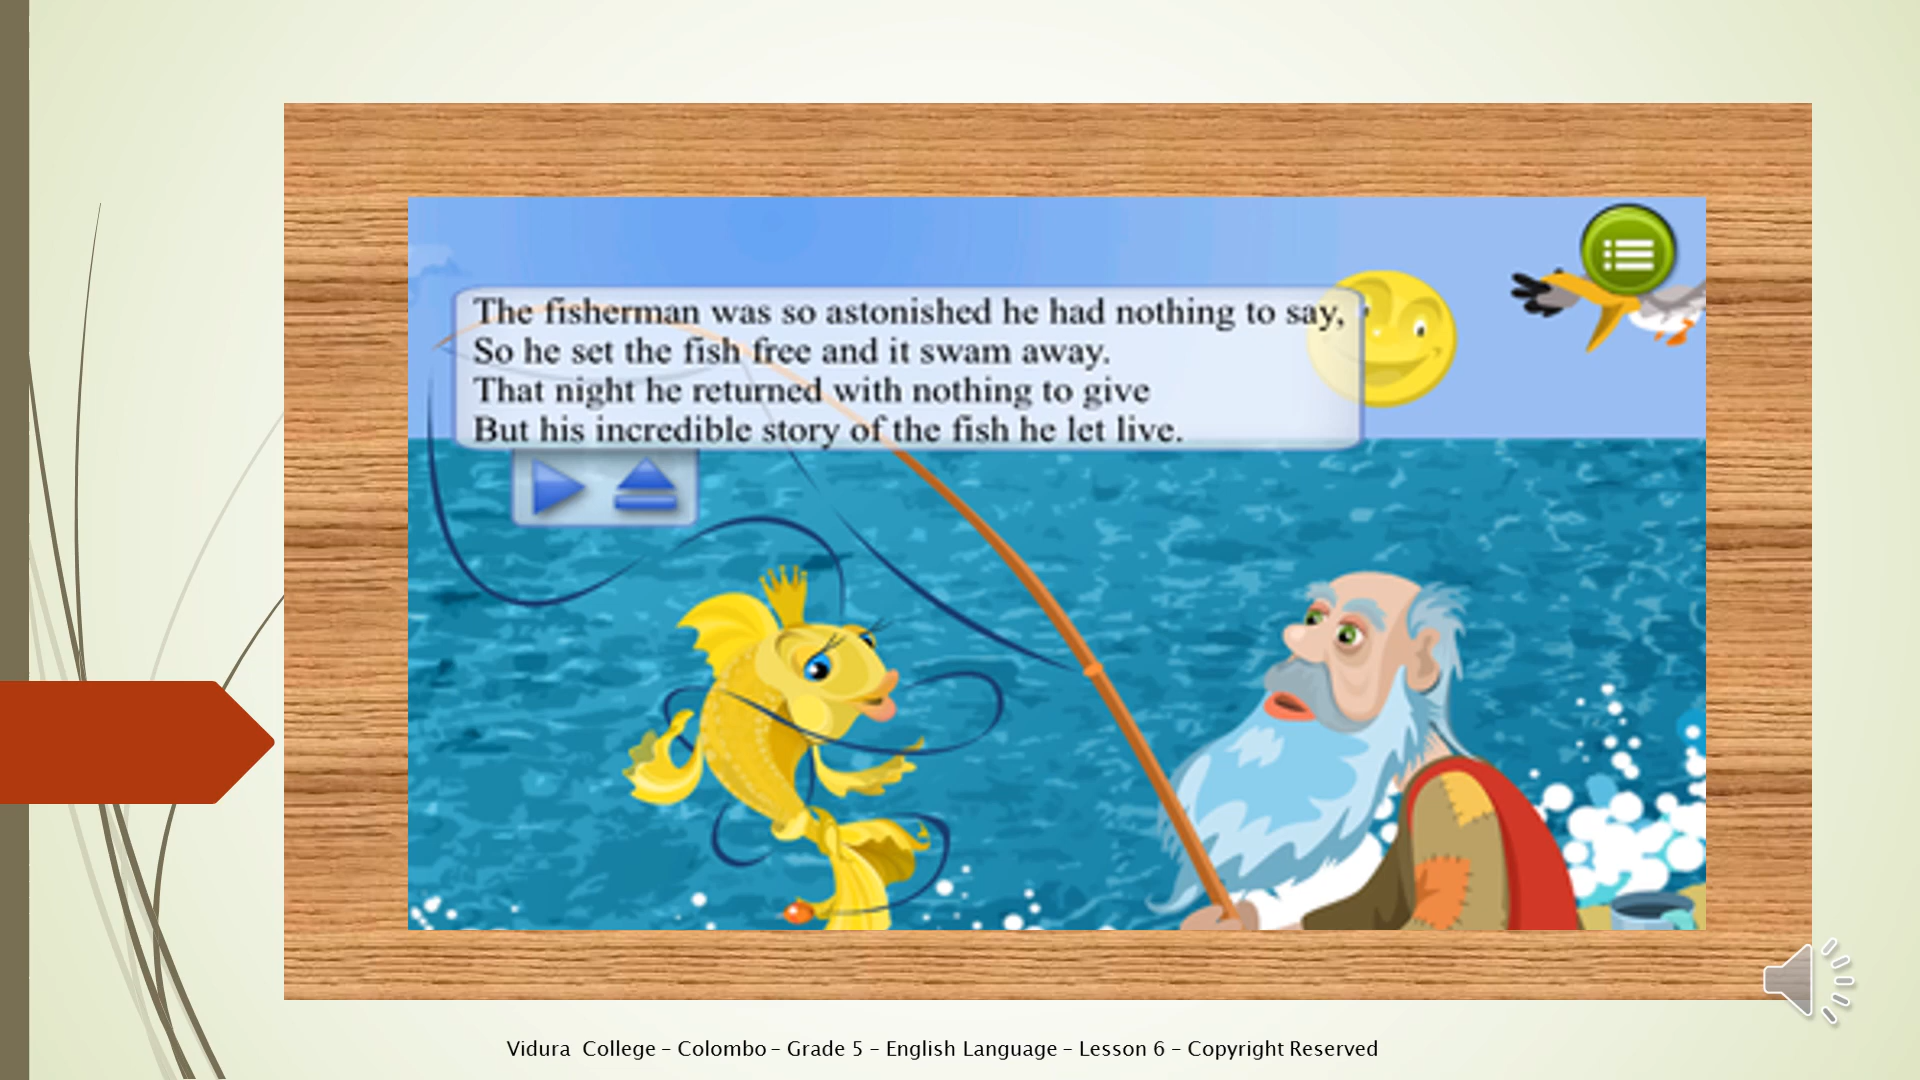 The fisherman was so astonished he had nothing to say,
So he set the fish free and it swam away.
That night he returned with nothing to give
But his incredible story of the fish he let live.
Vidura College – Colombo – Grade 5 – English Language – Lesson 6 – Copyright Reserved